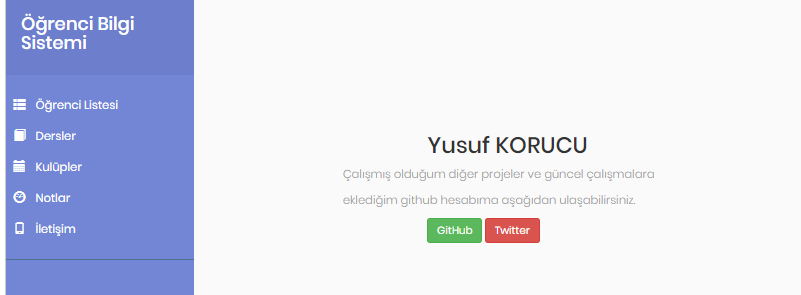 Öğrenci Bilgi
Sistemi
Öğrenci Listesi
Dersler
Kulüpler
Notlar
İletişim
Yusuf KORUCU
Çalışmış olduğum diğer projeler ve güncel çalışmalara
eklediğim github hesabıma aşağıdan ulaşabilirsiniz.
GitHub Twitter